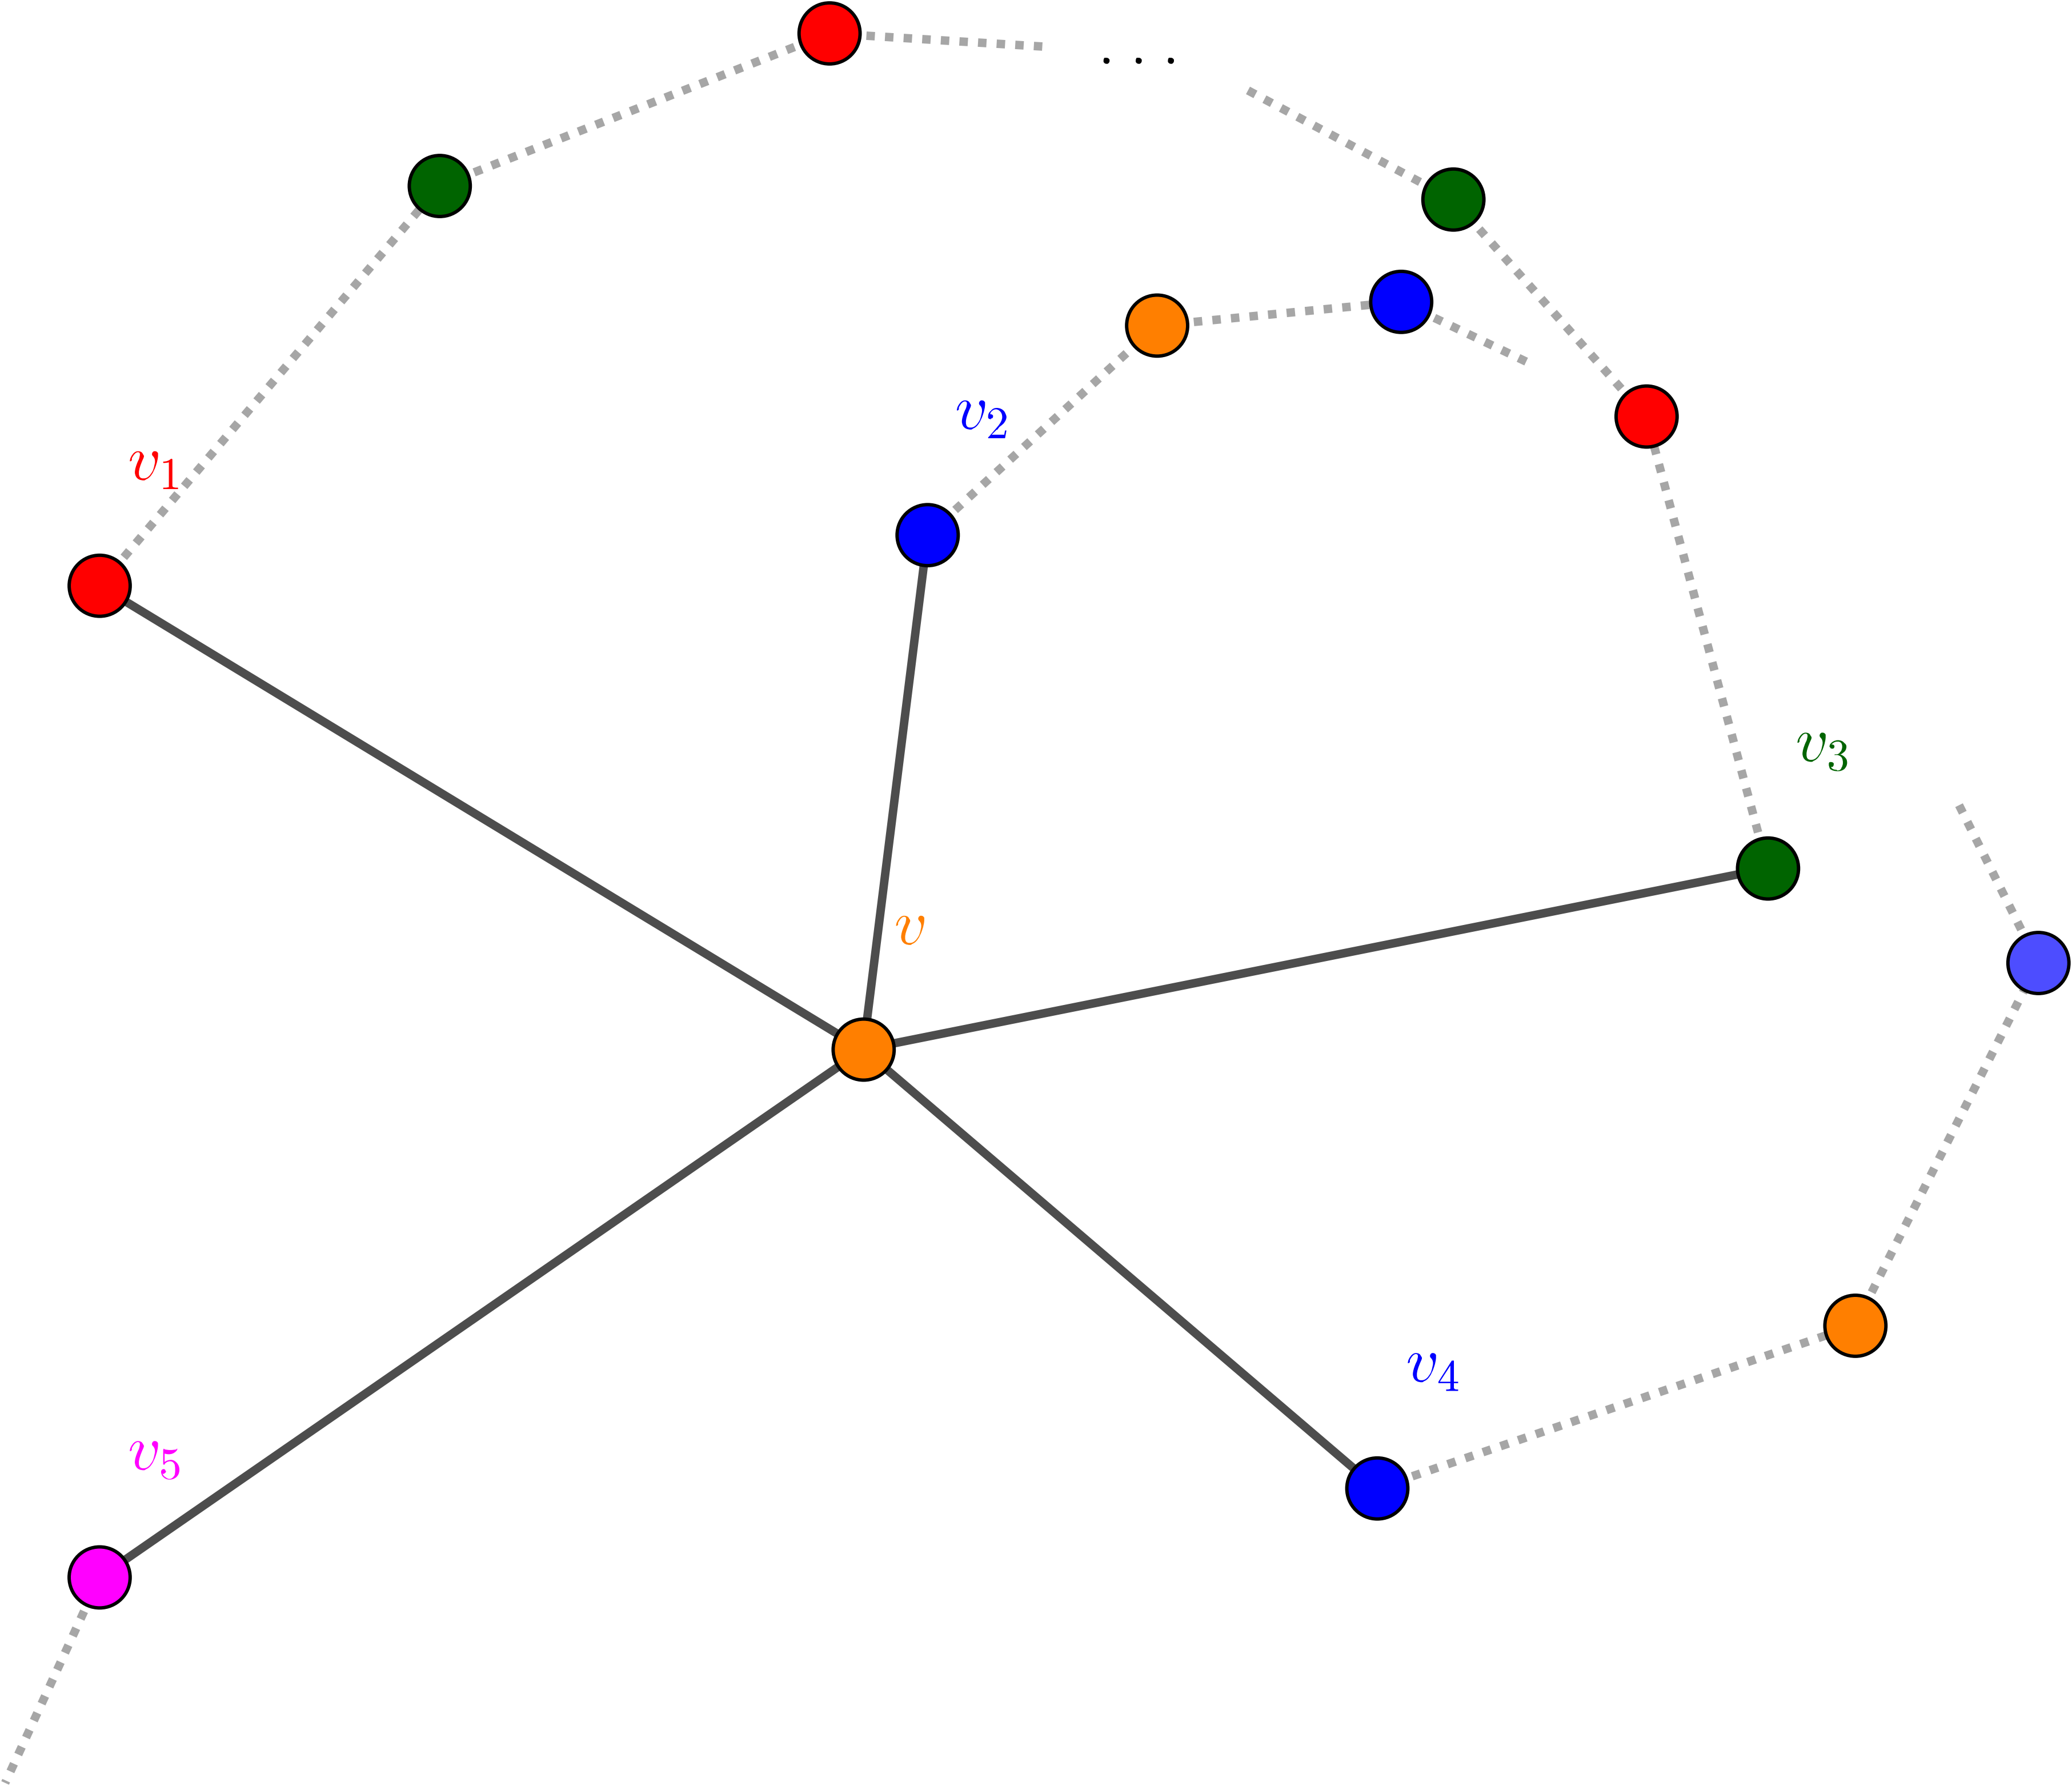 . . .
v₂
v₁
v₃
v
v₄
v₅